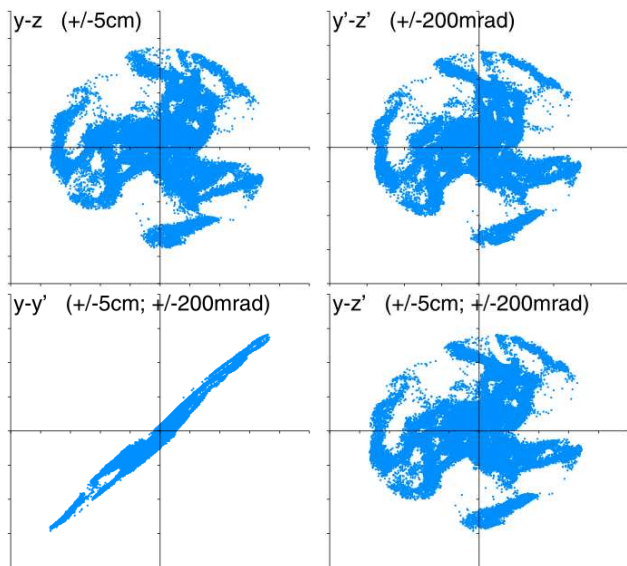 y-z (+/-5cm)
y'-z' (+/-200mrad)
y-y' (+/-5cm; +/-200mrad)
y-z' (+/-5cm; +/-200mrad)